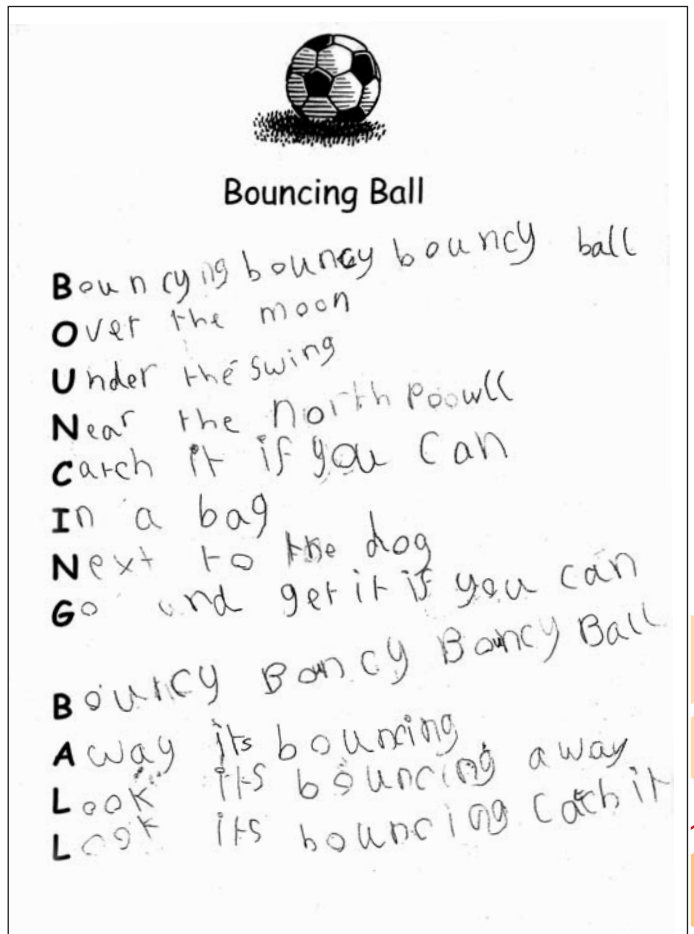 Bouncing Ball
Bouncying bouncy bouncy ball
Over the moon
Under the swing
Near the North Poowll
Catch it if you can
In a bag
Next to the dog
Go and get it if you can
Bouncy Boncy Boncy Ball
Away its bouncing
Look its bouncing away
Look its bouncing catch it